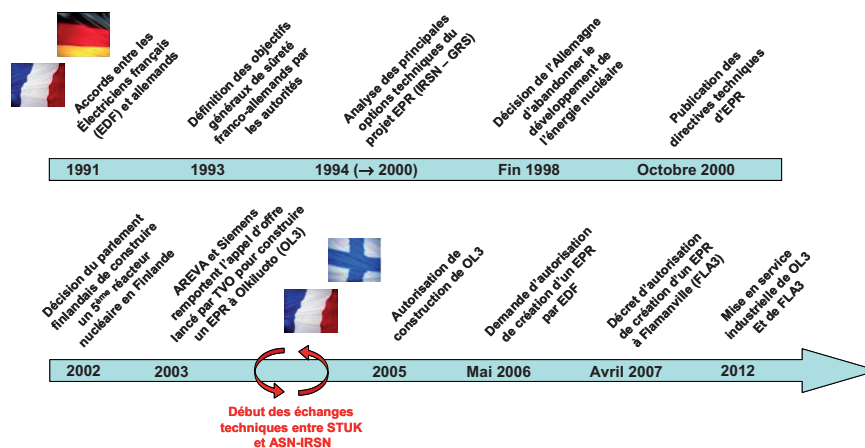 Accords entre les
Électriciens français
(EDF) et allemands
Définition des objectifs
généraux de sûreté
franco-allemands par
les autorités
Analyse des principales
options techniques du
projet EPR (IRSN – GRS)
Décision de l'Allemagne
d'abandonner le
développement de
l'énergie nucléaire
Publication des
directives techniques
d'EPR
1991
1993
1994 (→ 2000)
Fin 1998
Octobre 2000
Décision du parlement
finlandais de construire
un 5ème réacteur
nucléaire en Finlande
AREVA et Siemens
remportent l'appel d'offre
lancé par TVO pour construire
un EPR à Olkiluoto (OL3)
Autorisation de
construction de OL3
Demande d'autorisation
de création d'un EPR
par EDF
Décret d'autorisation
de création d'un EPR
à Flamanville (FLA3)
Mise en service
industrielle de OL3
Et de FLA3
2002
2003
2005
Mai 2006
Avril 2007
2012
Début des échanges
techniques entre STUK
et ASN-IRSN